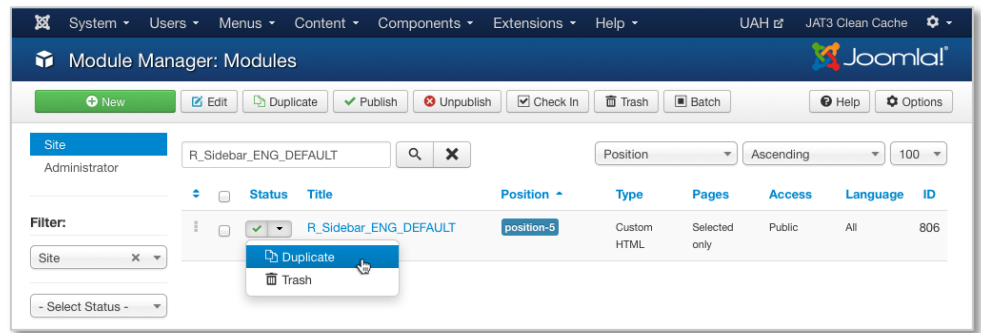 System Users Menus Content Components Extensions Help UAH JAT3 Clean Cache
Module Manager: Modules Joomla!®
New Edit Duplicate Publish Unpublish Check In Trash Batch Help Options
Site
Administrator
R_Sidebar_ENG_DEFAULT Position Ascending 100
Status Title Position Type Pages Access Language ID
Filter:
R_Sidebar_ENG_DEFAULT position-5 Custom HTML Selected only Public All 806
Site
Duplicate
Trash
- Select Status -